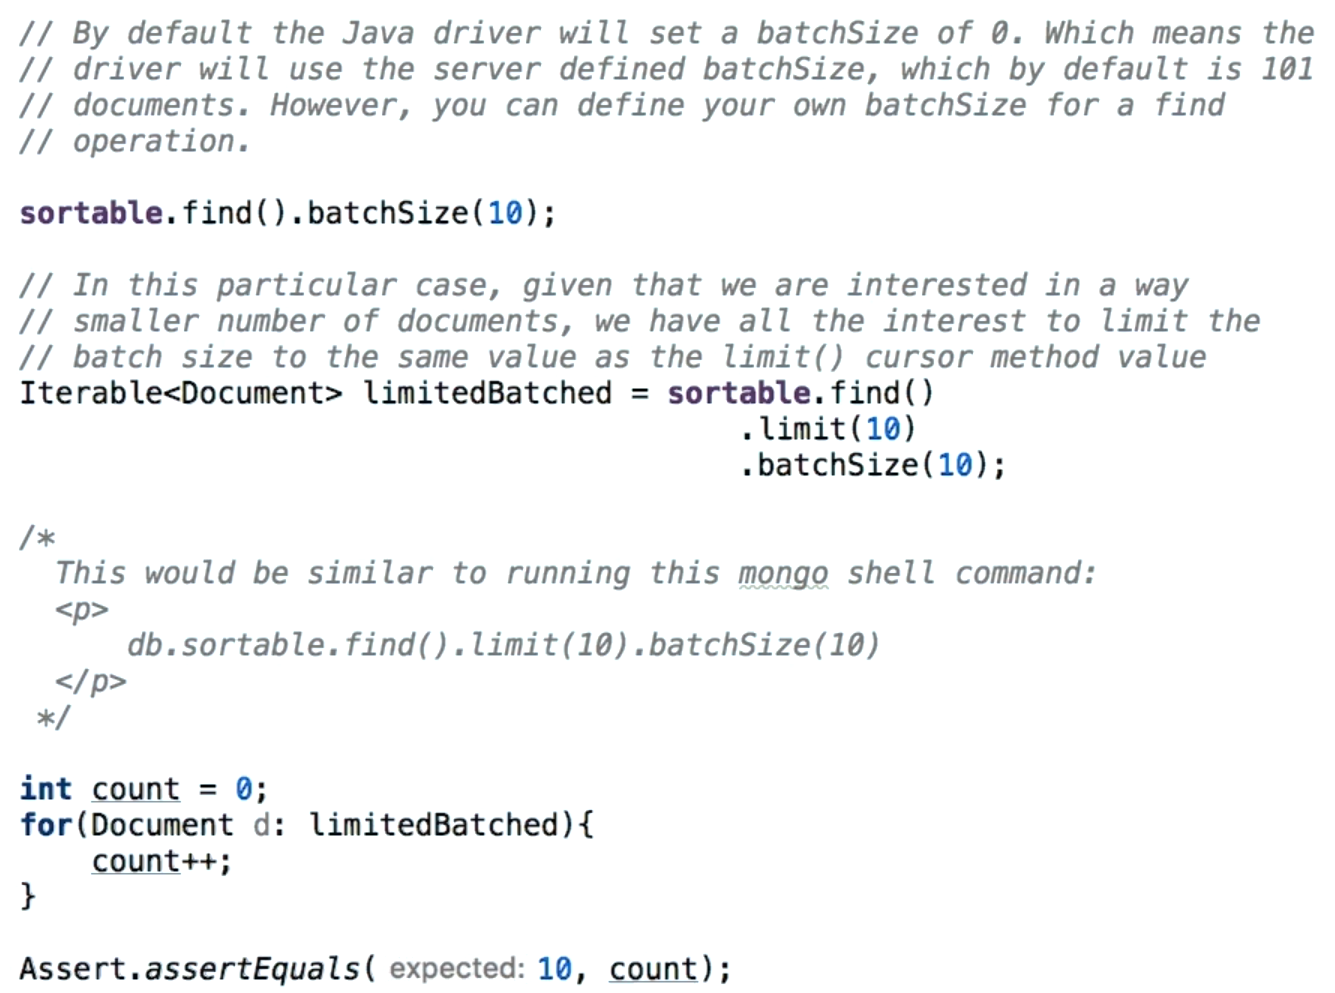 // By default the Java driver will set a batchSize of 0. Which means the
// driver will use the server defined batchSize, which by default is 101
// documents. However, you can define your own batchSize for a find
// operation.
sortable.find().batchSize(10);
// In this particular case, given that we are interested in a way
// smaller number of documents, we have all the interest to limit the
// batch size to the same value as the limit() cursor method value
Iterable<Document> limitedBatched = sortable.find()
.limit(10)
.batchSize(10);
/*
This would be similar to running this mongo shell command:
<p>
db.sortable.find().limit(10).batchSize(10)
</p>
*/
int count = 0;
for(Document d: limitedBatched){
count++;
}
Assert.assertEquals( expected: 10, count);